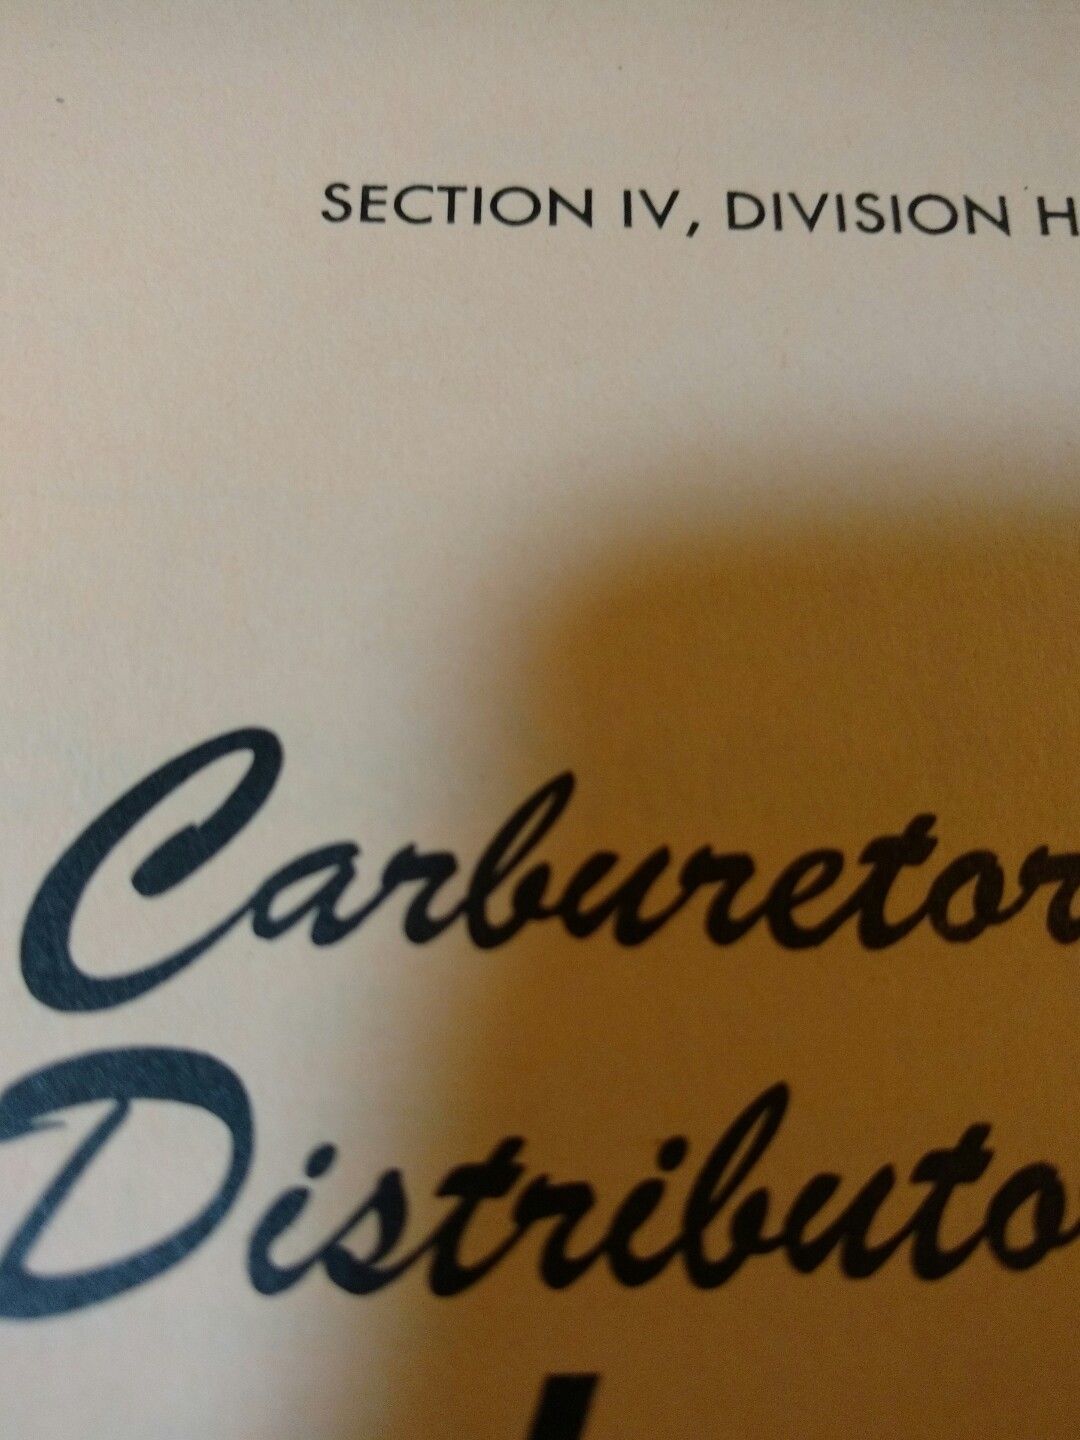 SECTION IV, DIVISION H
Carburetor
Distributo